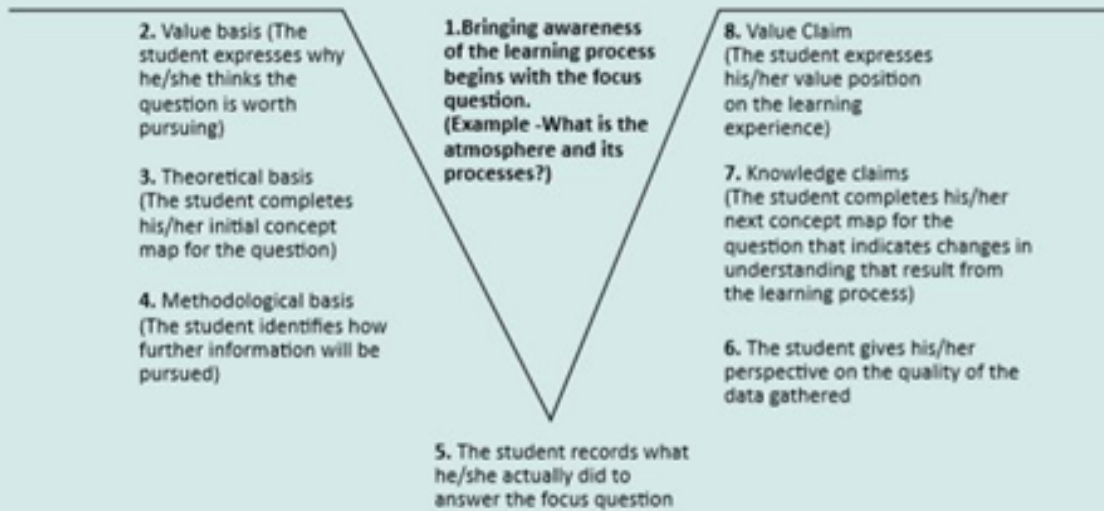 1.Bringing awareness
of the learning process
begins with the focus
question.
(Example -What is the
atmosphere and its
processes?)
2. Value basis (The
student expresses why
he/she thinks the
question is worth
pursuing)
3. Theoretical basis
(The student completes
his/her initial concept
map for the question)
4. Methodological basis
(The student identifies how
further information will be
pursued)
5. The student records what
he/she actually did to
answer the focus question
6. The student gives his/her
perspective on the quality of the
data gathered
7. Knowledge claims
(The student completes his/her
next concept map for the
question that indicates changes in
understanding that result from
the learning process)
8. Value Claim
(The student expresses
his/her value position
on the learning
experience)